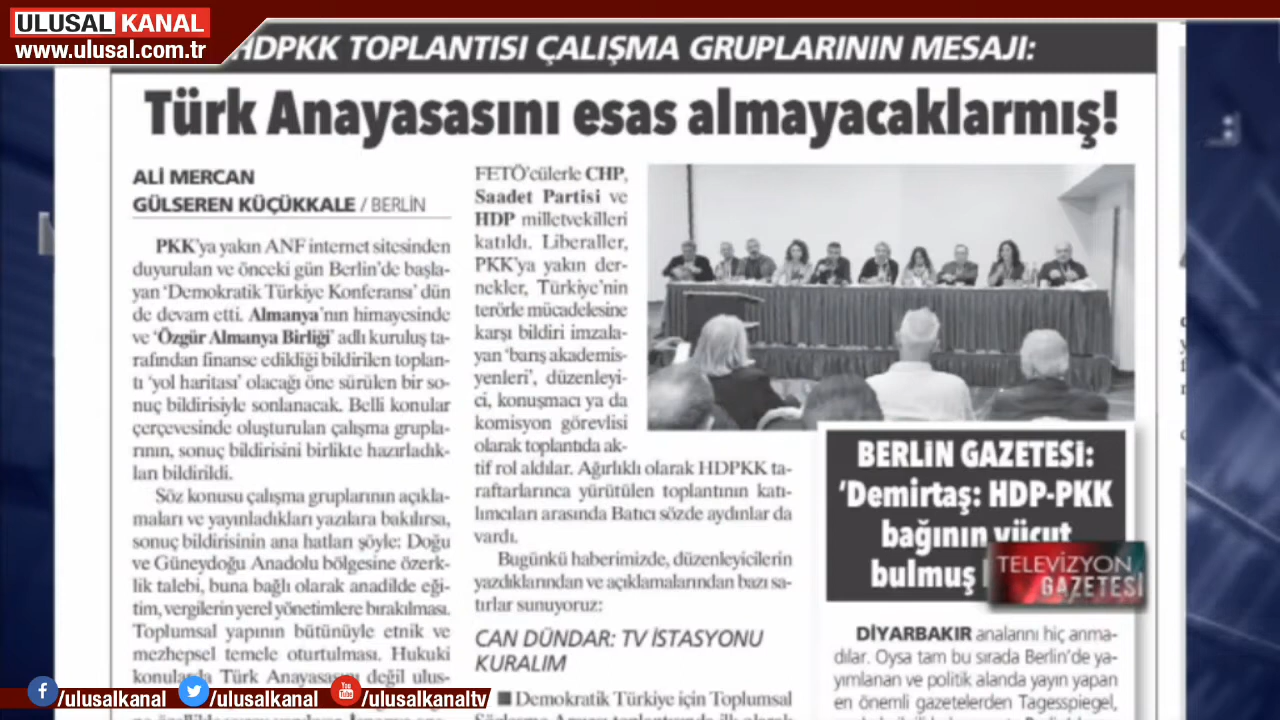 ULUSAL KANAL
www.ulusal.com.tr
HDPKK TOPLANTISI ÇALIŞMA GRUPLARININ MESAJI:
Türk Anayasasını esas almayacaklarmış!
ALİ MERCAN
GÜLSEREN KÜÇÜKKALE / BERLİN
PKK'ya yakın ANF internet sitesinden
duyurulan ve önceki gün Berlin'de başla-
yan 'Demokratik Türkiye Konferansı' dün
de devam etti. Almanya'nın himayesinde
ve 'Özgür Almanya Birliği' adlı kuruluş ta-
rafından finanse edildiği bildirilen toplan-
tı 'yol haritası' olacağı öne sürülen bir so-
nuç bildirisiyle sonlanacak. Belli konular
çerçevesinde oluşturulan çalışma grupla-
rının, sonuç bildirisini birlikte hazırladık-
ları bildirildi.
Söz konusu çalışma gruplarının açıkla-
maları ve yayınladıkları yazılara bakılırsa,
sonuç bildirisinin ana hatları şöyle: Doğu
ve Güneydoğu Anadolu bölgesine özerk-
lik talebi, buna bağlı olarak anadilde eği-
tim, vergilerin yerel yönetimlere bırakılması.
Toplumsal yapının bütünüyle etnik ve
mezhepsel temele oturtulması. Hukuki
konularda Türk Anayasası değil ulus-
FETÖ'cülerle CHP,
Saadet Partisi ve
HDP milletvekilleri
katıldı. Liberaller,
PKK'ya yakın der-
nekler, Türkiye'nin
terörle mücadelesine
karşı bildiri imzala-
yan 'barış akademis-
yenleri', düzenleyi-
ci, konuşmacı ya da
komisyon görevlisi
olarak toplantıda ak-
tif rol aldılar. Ağırlıklı olarak HDPKK ta-
raftarlarınca yürütülen toplantının katı-
lımcıları arasında Batıcı sözde aydınlar da
vardı.
Bugünkü haberimizde, düzenleyicilerin
yazdıklarından ve açıklamalarından bazı sa-
tırlar sunuyoruz:
CAN DÜNDAR: TV İSTASYONU
KURALIM
■ Demokratik Türkiye için Toplumsal
BERLİN GAZETESİ:
'Demirtaş: HDP-PKK
bağının vücut
bulmuş
TELEVİZYON
GAZETESİ
DİYARBAKIR analarını hiç anma-
dılar. Oysa tam bu sırada Berlin'de ya-
yımlanan ve politik alanda yayın yapan
en önemli gazetelerden Tagesspiegel,
/ulusalkanal
/ulusalkanal
You Tube
/ulusalkanaltv